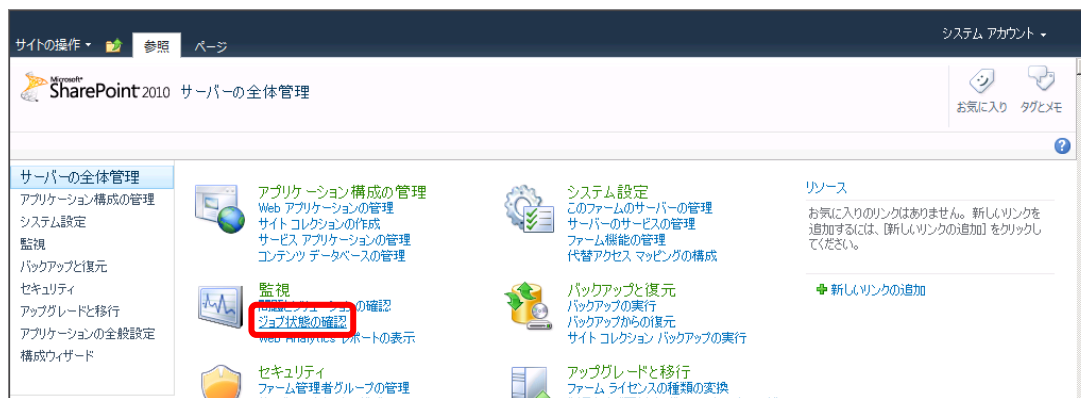 システム アカウント
サイトの操作 参照 ページ
Microsoft
SharePoint 2010 サーバーの全体管理
お気に入り タグとメモ
サーバーの全体管理
アプリケーション構成の管理
システム設定
監視
バックアップと復元
セキュリティ
アップグレードと移行
アプリケーションの全般設定
構成ウィザード
アプリケーション構成の管理
Web アプリケーションの管理
サイト コレクションの作成
サービス アプリケーションの管理
コンテンツ データベースの管理
システム設定
このファームのサーバーの管理
サーバーのサービスの管理
ファーム機能の管理
代替アクセス マッピングの構成
監視
問題とソリューションの確認
ジョブ状態の確認
Web Analytics レポートの表示
バックアップと復元
バックアップの実行
バックアップからの復元
サイト コレクション バックアップの実行
セキュリティ
ファーム管理者グループの管理
アップグレードと移行
ファーム ライセンスの種類の変換
リソース
お気に入りのリンクはありません。新しいリンクを
追加するには、[新しいリンクの追加] をクリックし
てください。
新しいリンクの追加